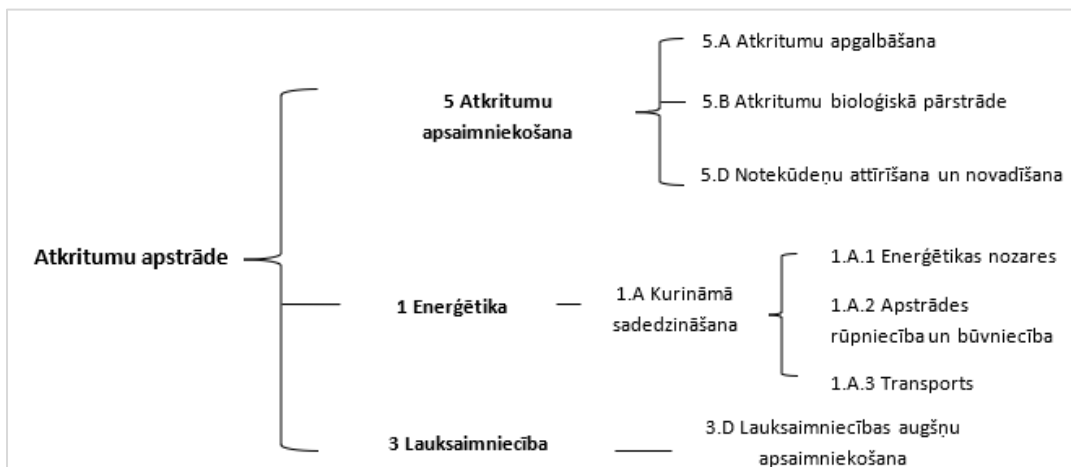 Atkritumu apstrāde
5 Atkritumu
apsaimniekošana
5.A Atkritumu apgalbāšana
5.B Atkritumu bioloģiskā pārstrāde
5.D Notekūdeņu attīrīšana un novadīšana
1 Enerģētika
1.A Kurināmā
sadedzināšana
1.A.1 Enerģētikas nozares
1.A.2 Apstrādes
rūpniecība un būvniecība
1.A.3 Transports
3 Lauksaimniecība
3.D Lauksaimniecības augšņu
apsaimniekošana